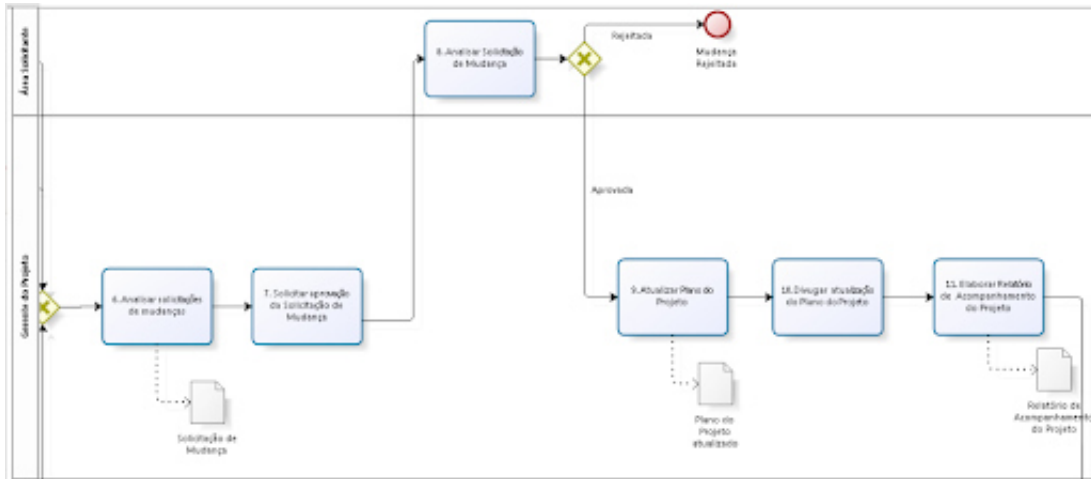 Área Solicitante
8. Analisar Solicitação
de Mudança
Rejeitada
Mudança
Rejeitada
Aprovada
Gerente do Projeto
6. Analisar solicitações
de mudanças
7. Solicitar aprovação
da Solicitação de
Mudança
9. Atualizar Plano do
Projeto
10. Divugar atualização
do Plano do Projeto
11. Elaborar Relatório
de Acompanhamento
do Projeto
Solicitação de
Mudança
Plano do
Projeto
atualizado
Relatório de
Acompanhamento
do Projeto